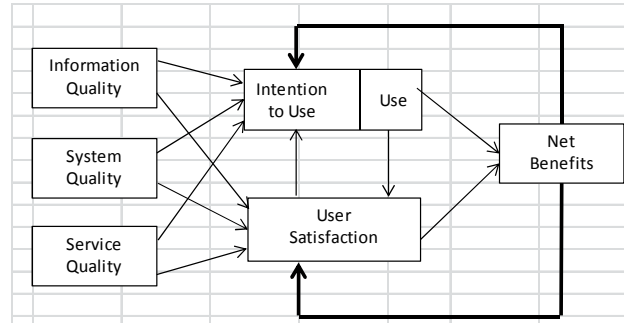 Information
Quality
Intention
to Use
Use
System
Quality
Net
Benefits
User
Satisfaction
Service
Quality